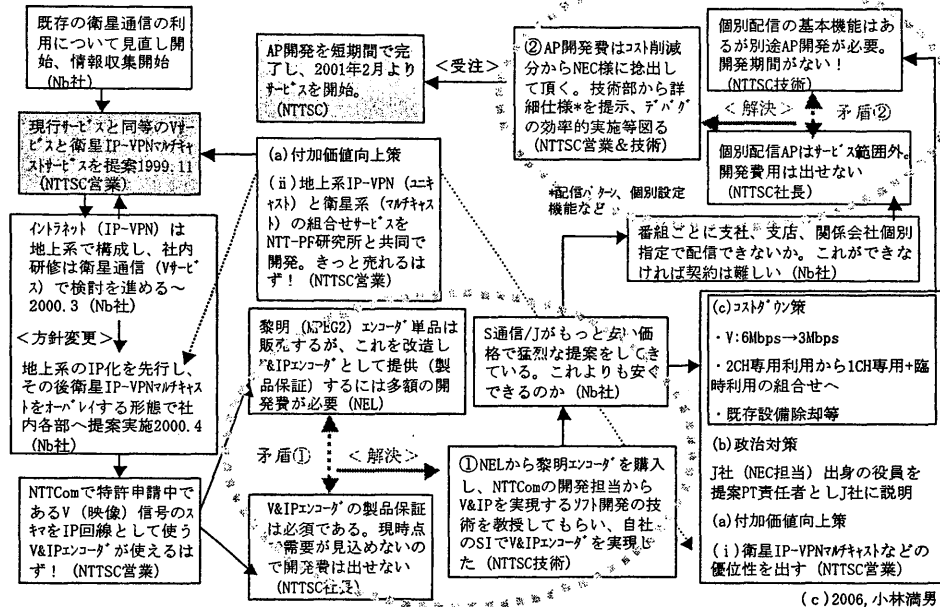 既存の衛星通信の利
用について見直し開
始、情報収集開始
(Nb社)
現行サービスと同等のVサ
ービスと衛星IP-VPNマルチキャ
ストサービスを提案1999.11
(NTTSC営業)
イントラネット (IP-VPN) は
地上系で構成し、社内
研修は衛星通信 (Vサー
ビス) で検討を進める～
2000.3 (Nb社)
<方針変更>
地上系のIP化を先行し、
その後衛星IP-VPNマルチキャス
トをオーバレイする形態で社
内各部へ提案実施2000.4
(Nb社)
NTTComで特許申請中で
あるV (映像) 信号のス
キマをIP回線として使う
V&IPエンコーダが使えるは
ず！ (NTTSC営業)
AP開発を短期間で完
了し、2001年2月より
サービスを開始。
(NTTSC)
<受注>
(a)付加価値向上策
(ⅱ)地上系IP-VPN (ユニキ
ャスト) と衛星系 (マルチキャス
ト) の組合せサービスを
NTT-PF研究所と共同で
開発。きっと売れるは
ず！ (NTTSC営業)
黎明 (MPEG2) エンコーダ単品は
販売するが、これを改造し
V&IPエンコーダとして提供 (製
品保証) するには多額の開
発費が必要 (NEL)
矛盾①
<解決>
V&IPエンコーダの製品保証
は必須である。現時点
で需要が見込めないの
で開発費は出せない
(NTTSC社長)
①NELから黎明エンコーダを購入
し、NTTComの開発担当から
V&IPを実現するソフト開発の技
術を教授してもらい、自社
のSIでV&IPエンコーダを実現し
た (NTTSC技術)
S通信/Jがもっと安い価
格で猛烈な提案をしてき
ている。これよりも安く
できるのか (Nb社)
②AP開発費はコスト削減
分からNEC様に捻出し
て頂く。技術部から詳
細仕様*を提示、デバグ
の効率的実施等図る
(NTTSC営業&技術)
<解決>
矛盾②
個別配信の基本機能はあ
るが別途AP開発が必要。
開発期間がない！
(NTTSC技術)
個別配信APはサービス範囲外。
開発費用は出せない
(NTTSC社長)
*配信パターン、個別設定
機能など
番組ごとに支社、支店、関係会社個別
指定で配信できないか。これができな
ければ契約は難しい (Nb社)
(c)コストダウン策
・V:6Mbps→3Mbps
・2CH専用利用から1CH専用+臨
時利用の組合せへ
・既存設備除却等
(b)政治対策
J社 (NEC担当) 出身の役員を
提案PT責任者としJ社に説明
(a)付加価値向上策
(ⅰ)衛星IP-VPNマルチキャストなどの
優位性を出す (NTTSC営業)
(c)2006,小林満男